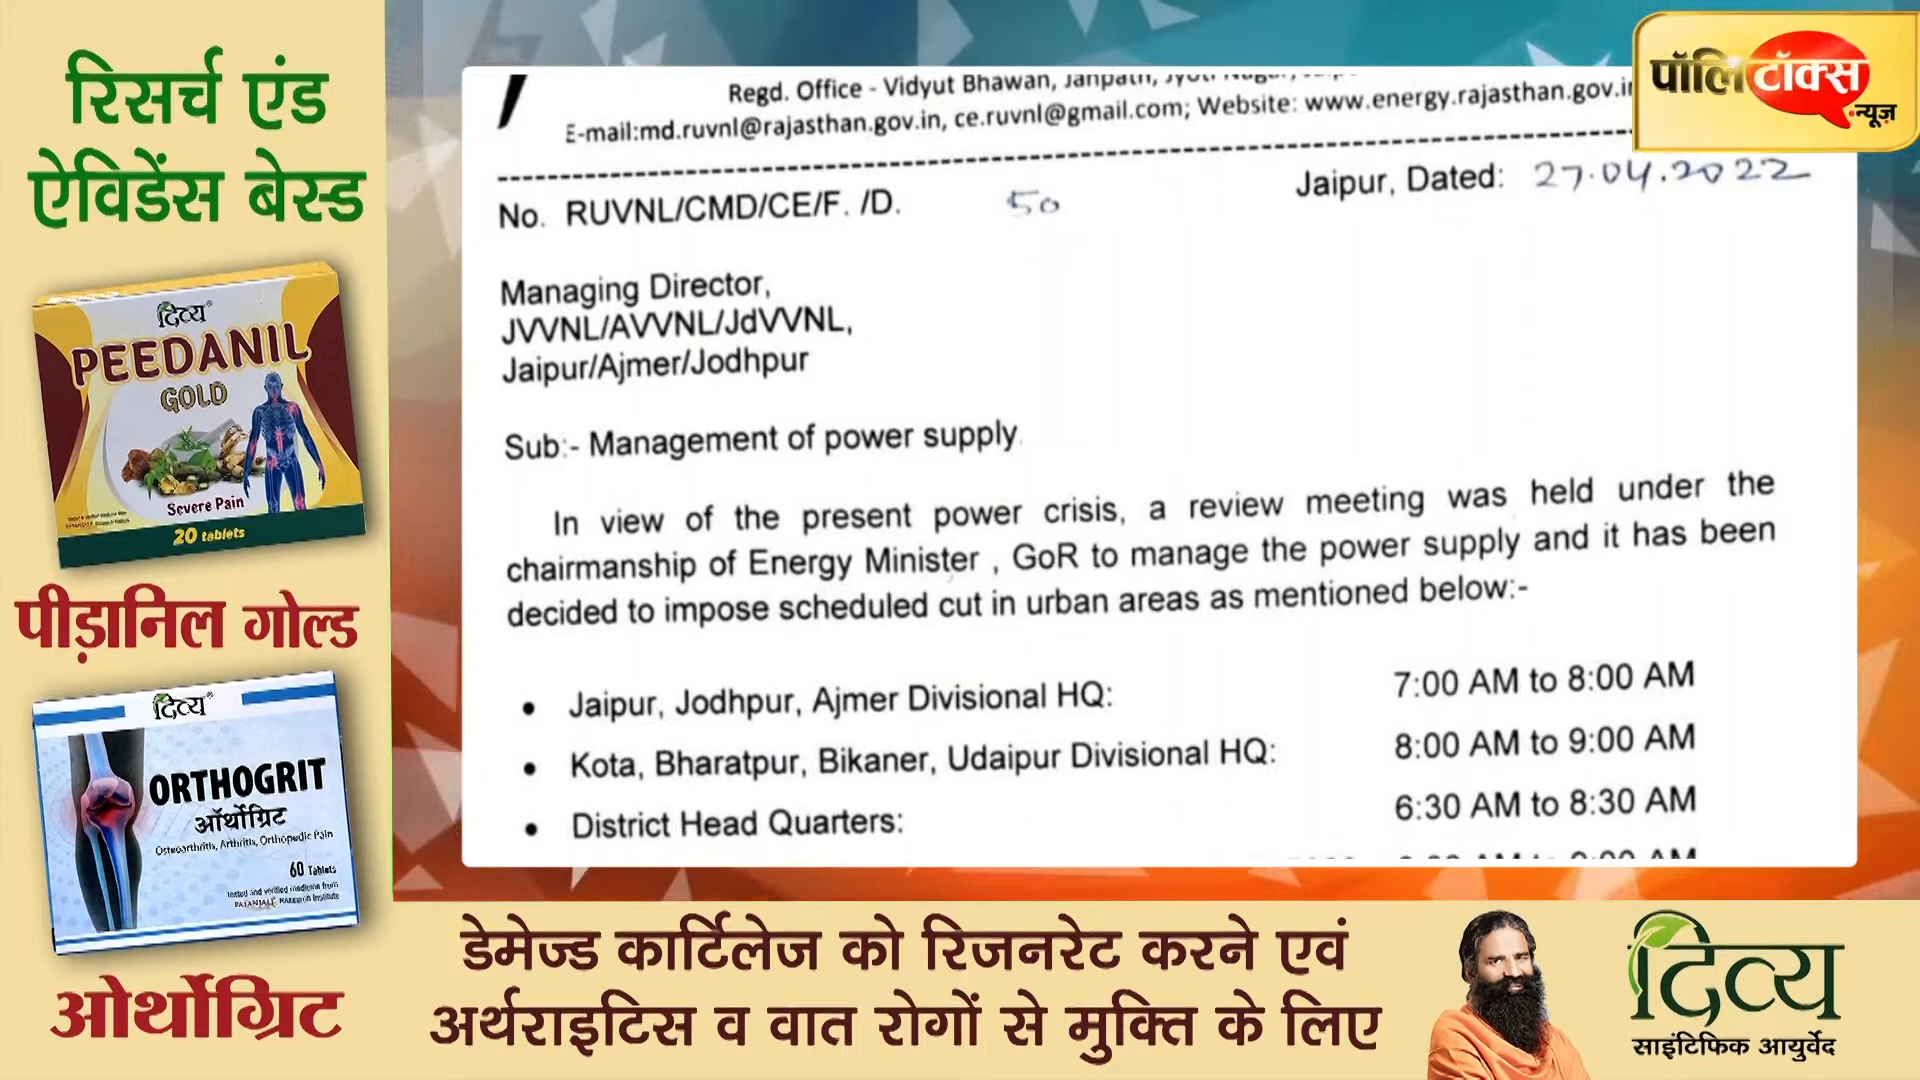 रिसर्च एंड
ऐविडेंस बेस्ड
दिव्य
PEEDANIL
GOLD
Severe Pain
20 tablets
पीड़ानिल गोल्ड
दिव्य
ORTHOGRIT
ऑर्थोग्रिट
Osteoarthritis, Arthritis, Orthopedic Pain
60 Tablets
ओर्थोग्रिट
पॉलिटॉक्स
न्यूज़
Regd. Office - Vidyut Bhawan, Janpath, Jyoti Nagar,
E-mail:md.ruvnl@rajasthan.gov.in, ce.ruvnl@gmail.com; Website: www.energy.rajasthan.gov.in
Jaipur, Dated: 27.04.2022
No. RUVNL/CMD/CE/F. /D. 50
Managing Director,
JVVNL/AVVNL/JdVVNL,
Jaipur/Ajmer/Jodhpur
Sub:- Management of power supply.
In view of the present power crisis, a review meeting was held under the
chairmanship of Energy Minister , GoR to manage the power supply and it has been
decided to impose scheduled cut in urban areas as mentioned below:-
• Jaipur, Jodhpur, Ajmer Divisional HQ: 7:00 AM to 8:00 AM
• Kota, Bharatpur, Bikaner, Udaipur Divisional HQ: 8:00 AM to 9:00 AM
• District Head Quarters: 6:30 AM to 8:30 AM
डेमेज्ड कार्टिलेज को रिजनरेट करने एवं
अर्थराइटिस व वात रोगों से मुक्ति के लिए
दिव्य
साइंटिफिक आयुर्वेद